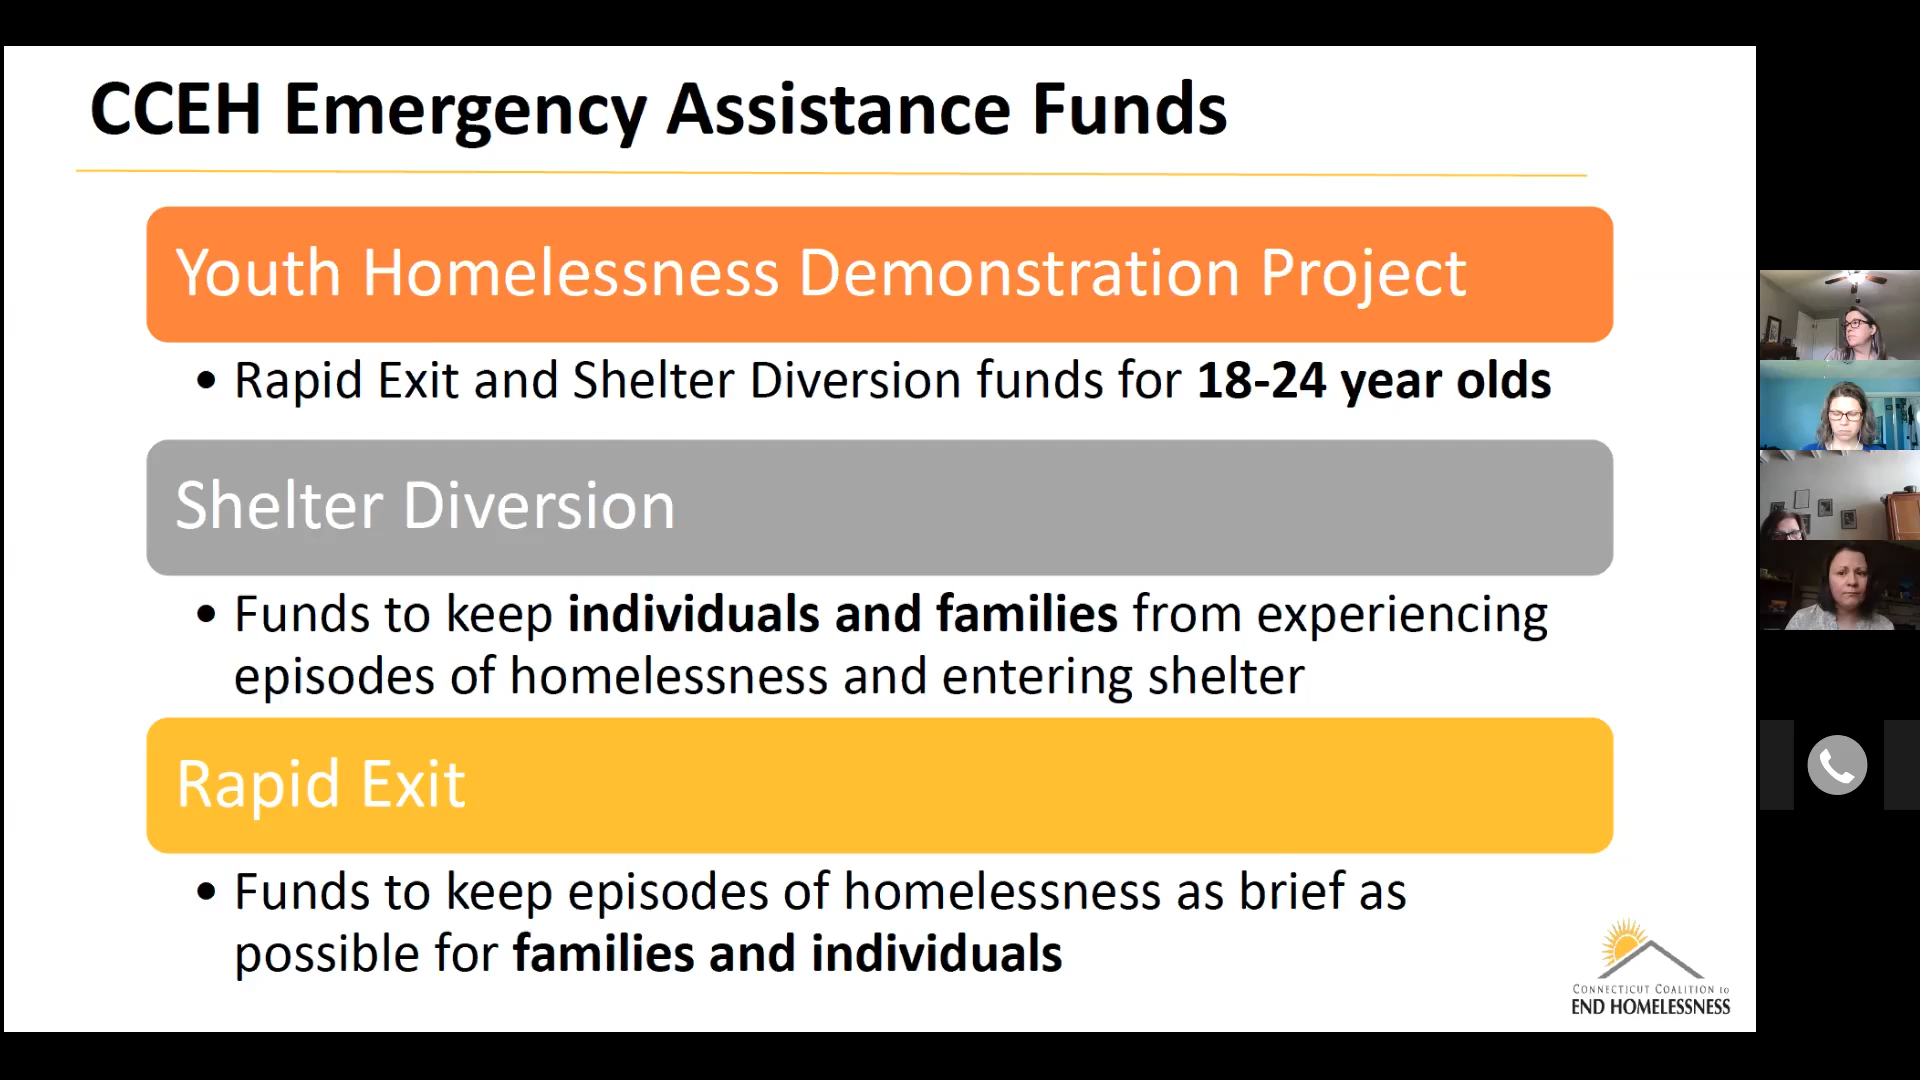 CCEH Emergency Assistance Funds
Youth Homelessness Demonstration Project
• Rapid Exit and Shelter Diversion funds for 18-24 year olds
Shelter Diversion
• Funds to keep individuals and families from experiencing
episodes of homelessness and entering shelter
Rapid Exit
• Funds to keep episodes of homelessness as brief as
possible for families and individuals
CONNECTICUT COALITION to
END HOMELESSNESS